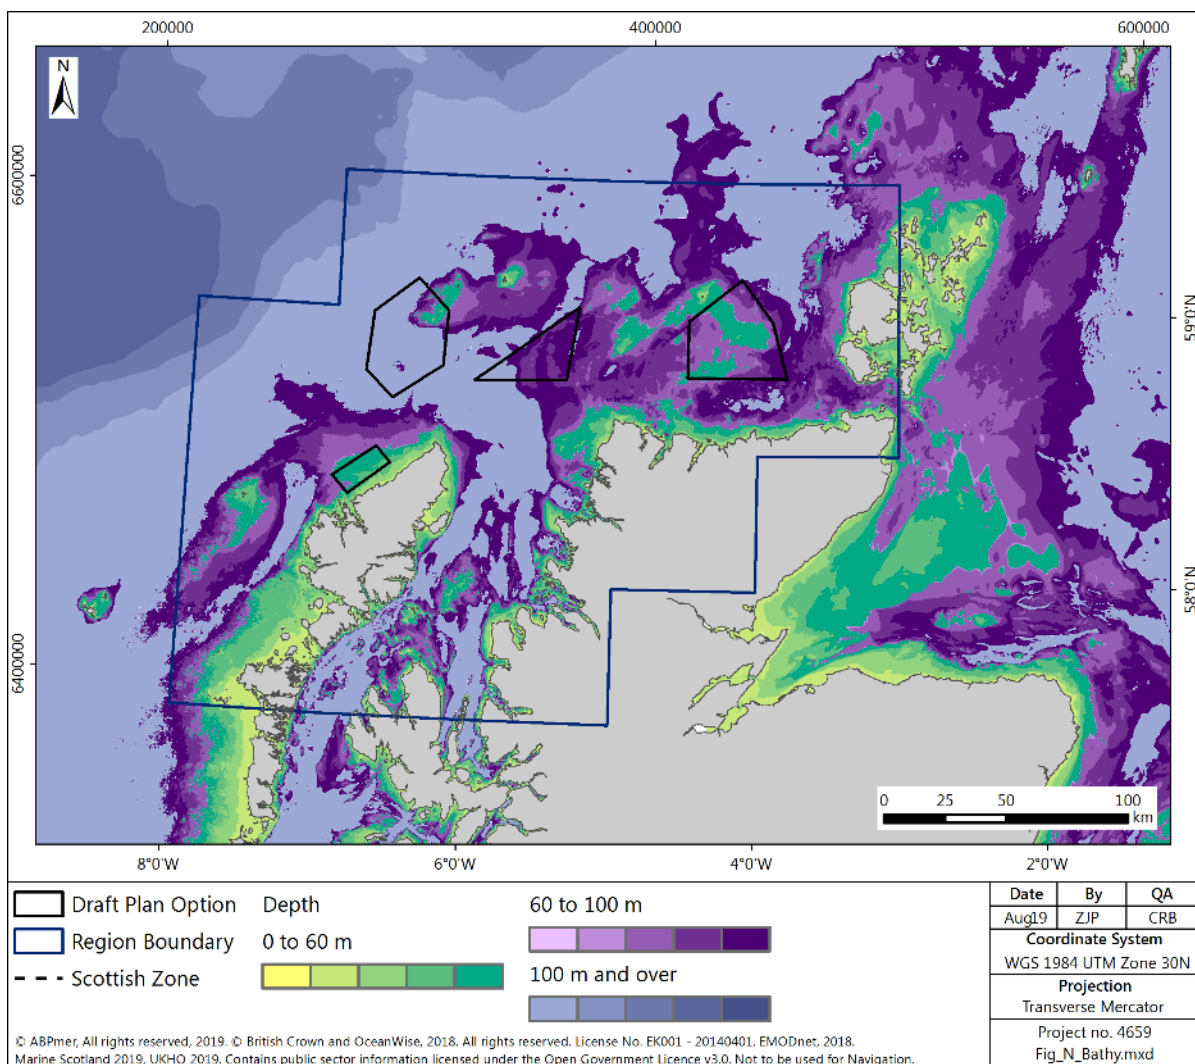 200000 400000 600000
N
6600000
59°0'N
58°0'N
6400000
0 25 50 100
km
8°0'W 6°0'W 4°0'W 2°0'W
Draft Plan Option
Region Boundary
Scottish Zone
Depth
0 to 60 m
60 to 100 m
100 m and over
Date By QA
Aug19 ZJP CRB
Coordinate System
WGS 1984 UTM Zone 30N
Projection
Transverse Mercator
Project no. 4659
Fig_N_Bathy.mxd
© ABPmer, All rights reserved, 2019. © British Crown and OceanWise, 2018. All rights reserved. License No. EK001 - 20140401. EMODnet, 2018.
Marine Scotland 2019. UKHO 2019. Contains public sector information licensed under the Open Government Licence v3.0. Not to be used for Navigation.